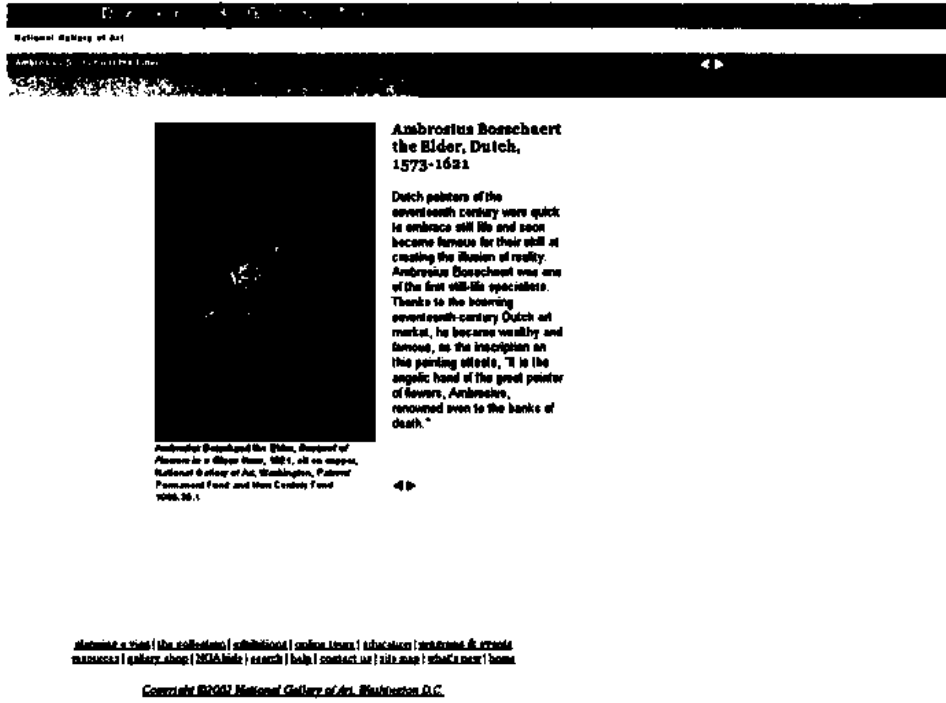 National Gallery of Art
Ambrosius Bosschaert
the Elder, Dutch,
1573-1621
Dutch painters of the
seventeenth century were quick
to embrace still life and soon
became famous for their skill at
creating the illusion of reality.
Ambrosius Bosschaert was one
of the first still-life specialists.
Thanks to the booming
seventeenth-century Dutch art
market, he became wealthy and
famous, as the inscription on
this painting attests, "It is the
angelic hand of the great painter
of flowers, Ambrosius,
renowned even to the banks of
death."
Ambrosius Bosschaert the Elder, Bouquet of
Flowers in a Glass Vase, 1621, oil on copper,
National Gallery of Art, Washington, Patrons'
Permanent Fund and New Century Fund
planning a visit | the collection | exhibitions | online tours | education | programs & events
resources | gallery shop | NGAkids | search | help | contact us | site map | what's new | home
Copyright ©2002 National Gallery of Art, Washington D.C.